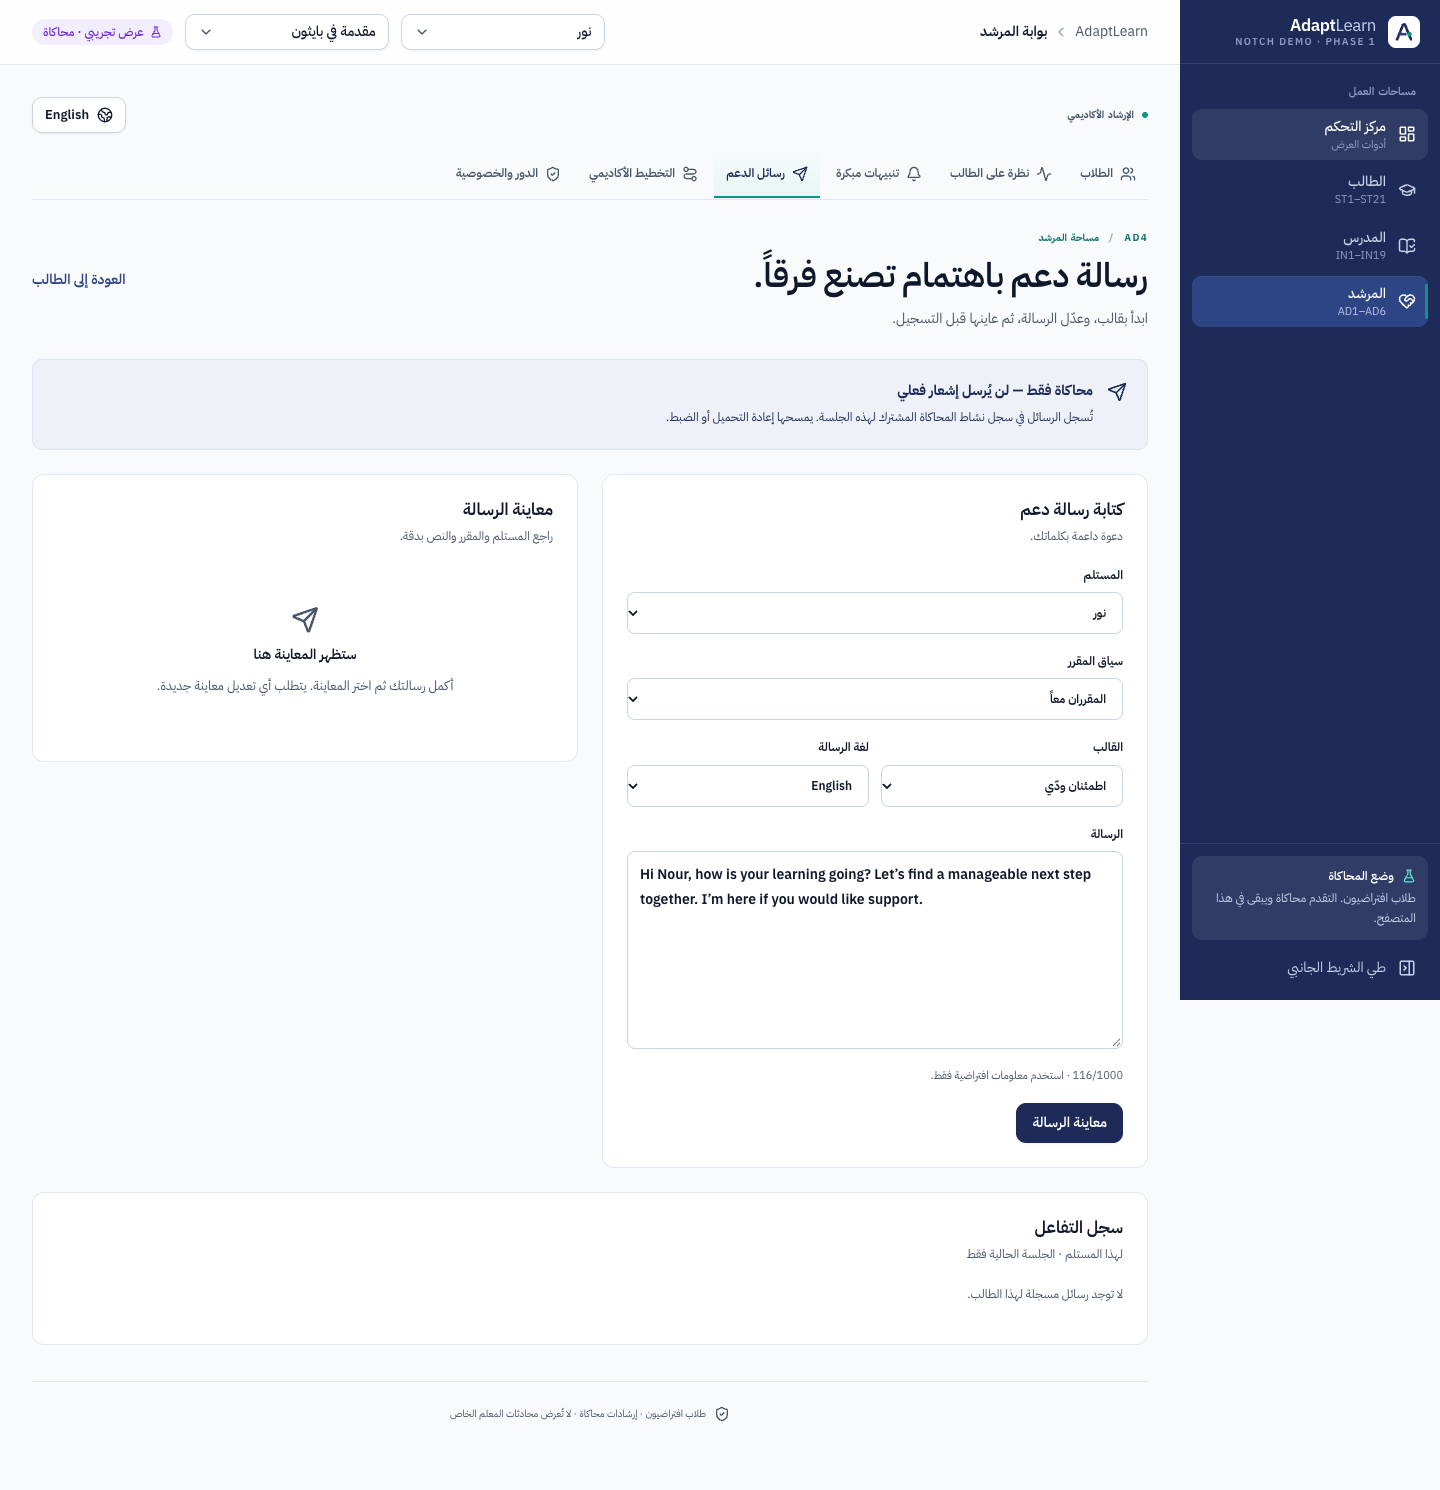 AdaptLearn
NOTCH DEMO · PHASE 1
مساحات العمل
مركز التحكم
أدوات العرض
الطالب
ST1–ST21
المدرس
IN1–IN19
المرشد
AD1–AD6
وضع المحاكاة
طلاب افتراضيون. التقدم محاكاة ويبقى في هذا
المتصفح.
طي الشريط الجانبي
AdaptLearn
بوابة المرشد
نور
مقدمة في بايثون
عرض تجريبي · محاكاة
الإرشاد الأكاديمي
English
الطلاب
نظرة على الطالب
تنبيهات مبكرة
رسائل الدعم
التخطيط الأكاديمي
الدور والخصوصية
AD4 / مساحة المرشد
رسالة دعم باهتمام تصنع فرقاً.
العودة إلى الطالب
ابدأ بقالب، وعدّل الرسالة، ثم عاينها قبل التسجيل.
محاكاة فقط — لن يُرسل إشعار فعلي
تُسجل الرسائل في سجل نشاط المحاكاة المشترك لهذه الجلسة. يمسحها إعادة التحميل أو الضبط.
كتابة رسالة دعم
دعوة داعمة بكلماتك.
المستلم
نور
سياق المقرر
المقرران معاً
القالب
اطمئنان ودّي
لغة الرسالة
English
الرسالة
Hi Nour, how is your learning going? Let’s find a manageable next step
together. I’m here if you would like support.
116/1000 · استخدم معلومات افتراضية فقط.
معاينة الرسالة
معاينة الرسالة
راجع المستلم والمقرر والنص بدقة.
ستظهر المعاينة هنا
أكمل رسالتك ثم اختر المعاينة. يتطلب أي تعديل معاينة جديدة.
سجل التفاعل
لهذا المستلم · الجلسة الحالية فقط
لا توجد رسائل مسجلة لهذا الطالب.
طلاب افتراضيون · إرشادات محاكاة · لا تُعرض محادثات المعلم الخاص